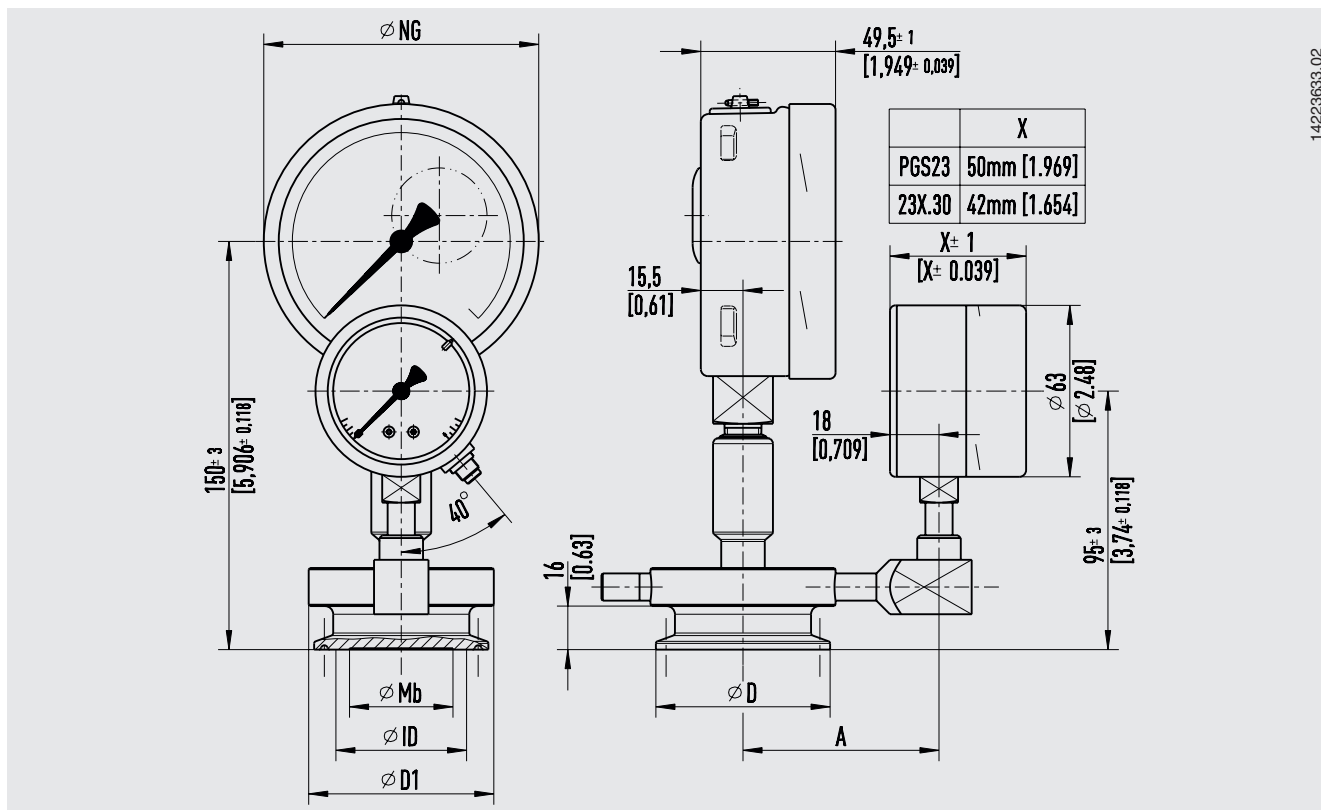 Ø NG
49,5± 1
[1,949± 0,039]
14223633.02
X
PGS23 50mm [1.969]
23X.30 42mm [1.654]
X± 1
[X± 0.039]
15,5
[0,61]
Ø 63
[Ø 2.48]
18
[0,709]
150± 3
[5,906± 0,118]
40°
16
[0.63]
95± 3
[3,74± 0,118]
Ø Mb
Ø D
Ø ID
A
Ø D1